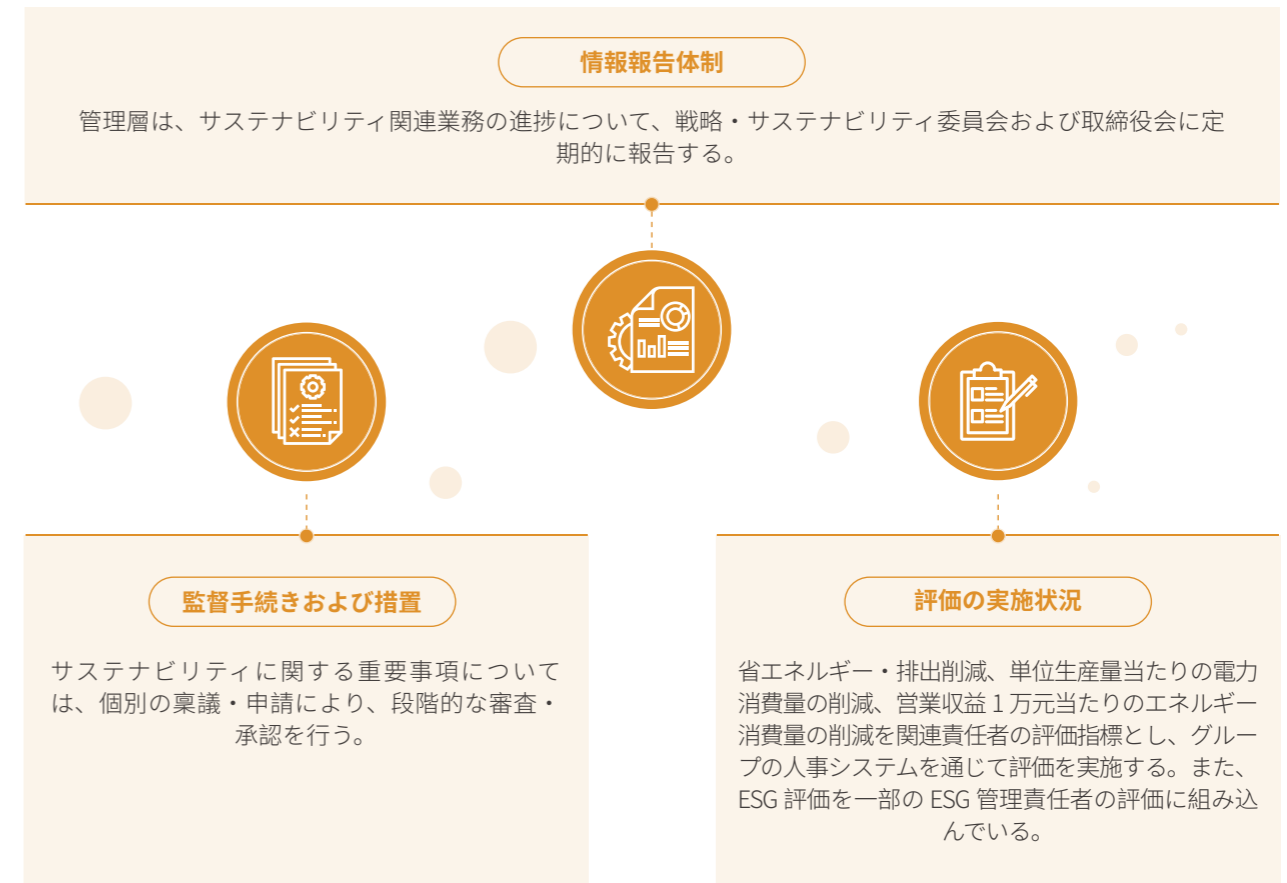 情報報告体制
管理層は、サステナビリティ関連業務の進捗について、戦略・サステナビリティ委員会および取締役会に定
期的に報告する。
監督手続きおよび措置
サステナビリティに関する重要事項について
は、個別の稟議・申請により、段階的な審査・
承認を行う。
評価の実施状況
省エネルギー・排出削減、単位生産量当たりの電力
消費量の削減、営業収益 1 万元当たりのエネルギー
消費量の削減を関連責任者の評価指標とし、グルー
プの人事システムを通じて評価を実施する。また、
ESG 評価を一部の ESG 管理責任者の評価に組み込
んでいる。